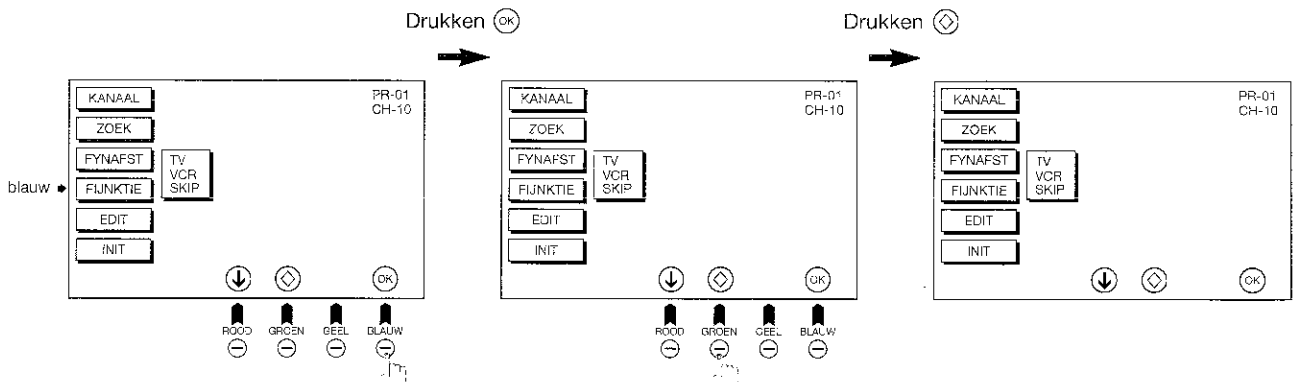 Drukken OK
Drukken
KANAAL
ZOEK
FYNAFST
FIJNKTIE
EDIT
INIT
TV
VCR
SKIP
PR-01
CH-10
blauw
OK
ROOD GROEN GEEL BLAUW
KANAAL
ZOEK
FYNAFST
FIJNKTIE
EDIT
INIT
TV
VCR
SKIP
PR-01
CH-10
OK
ROOD GROEN GEEL BLAUW
KANAAL
ZOEK
FYNAFST
FIJNKTIE
EDIT
INIT
TV
VCR
SKIP
PR-01
CH-10
OK